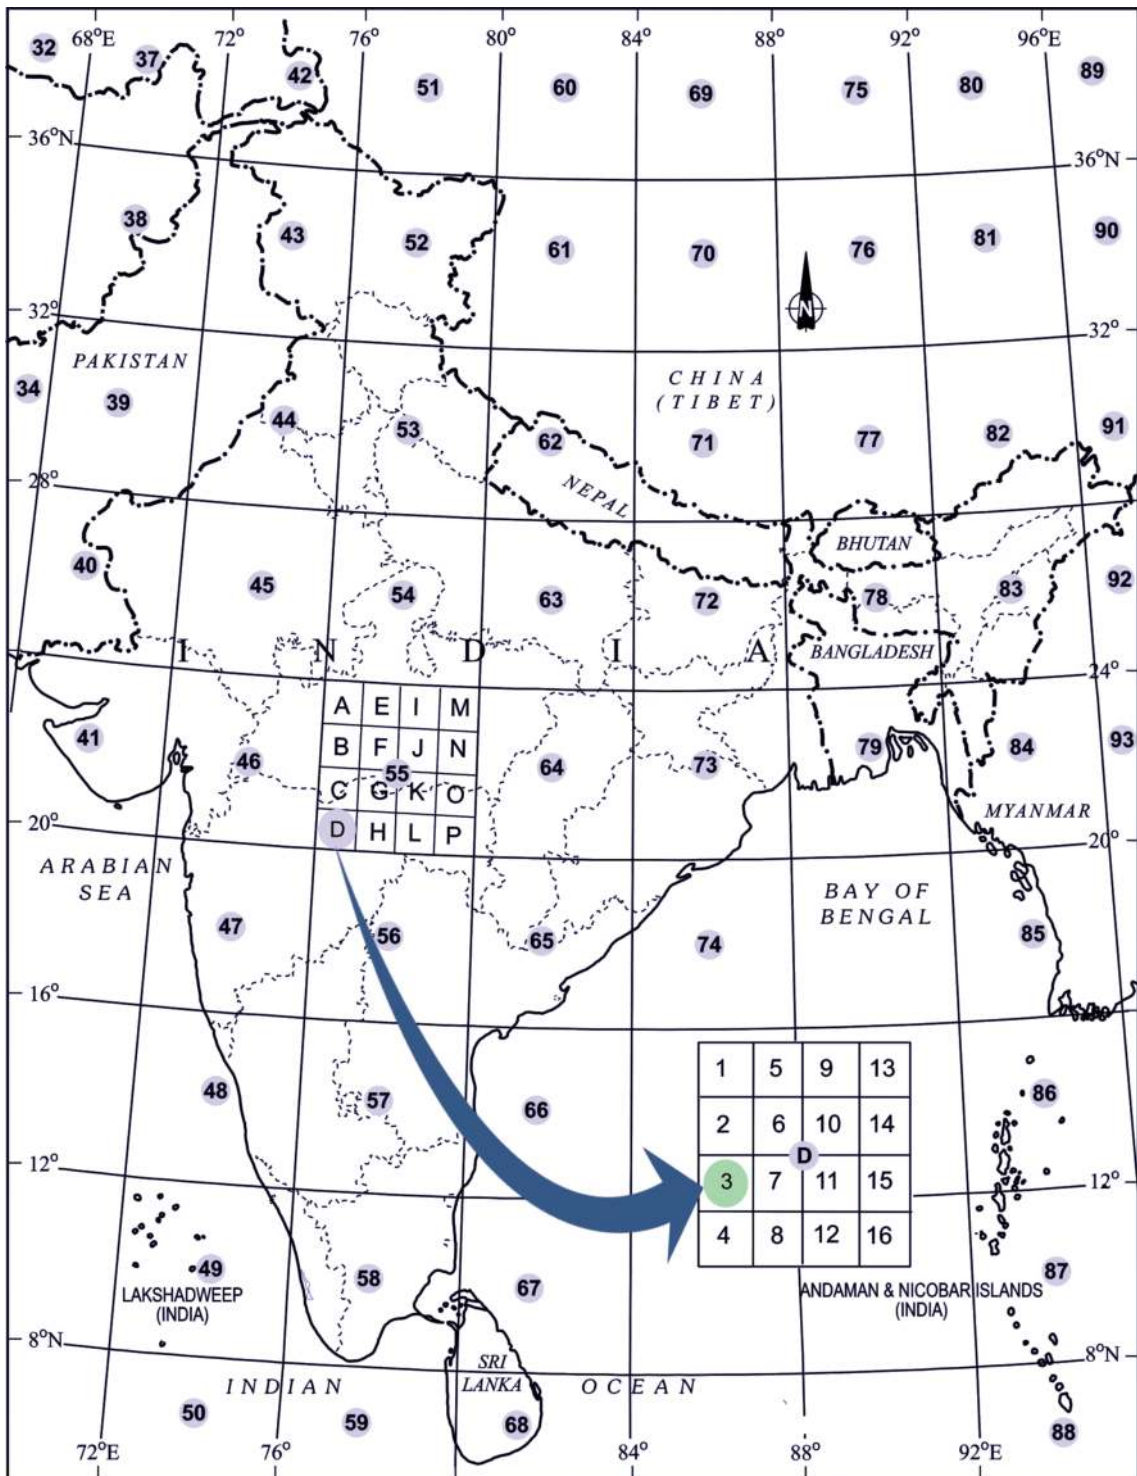 68°E 72° 76° 80° 84° 88° 92° 96°E
32 37 42 51 60 69 75 80 89
36°N 36°N
38 43 52 61 70 76 81 90
N
32° 32°
PAKISTAN
CHINA
(TIBET)
34 39 44 53 62 71 77 82 91
28°
NEPAL
BHUTAN
40 45 54 63 72 78 83 92
I N D I A
BANGLADESH
24°
A E I M
B F J N
C G K O
D H L P
41 46 55 64 73 79 84 93
MYANMAR
20° 20°
ARABIAN
SEA
BAY OF
BENGAL
47 56 65 74 85
16°
48 57 66 86
1 5 9 13
2 6 10 14
D
3 7 11 15
4 8 12 16
12° 12°
49 58 67 87
LAKSHADWEEP
(INDIA)
ANDAMAN & NICOBAR ISLANDS
(INDIA)
8°N 8°N
SRI
LANKA
INDIAN OCEAN
50 59 68 88
72°E 76° 84° 88° 92°E